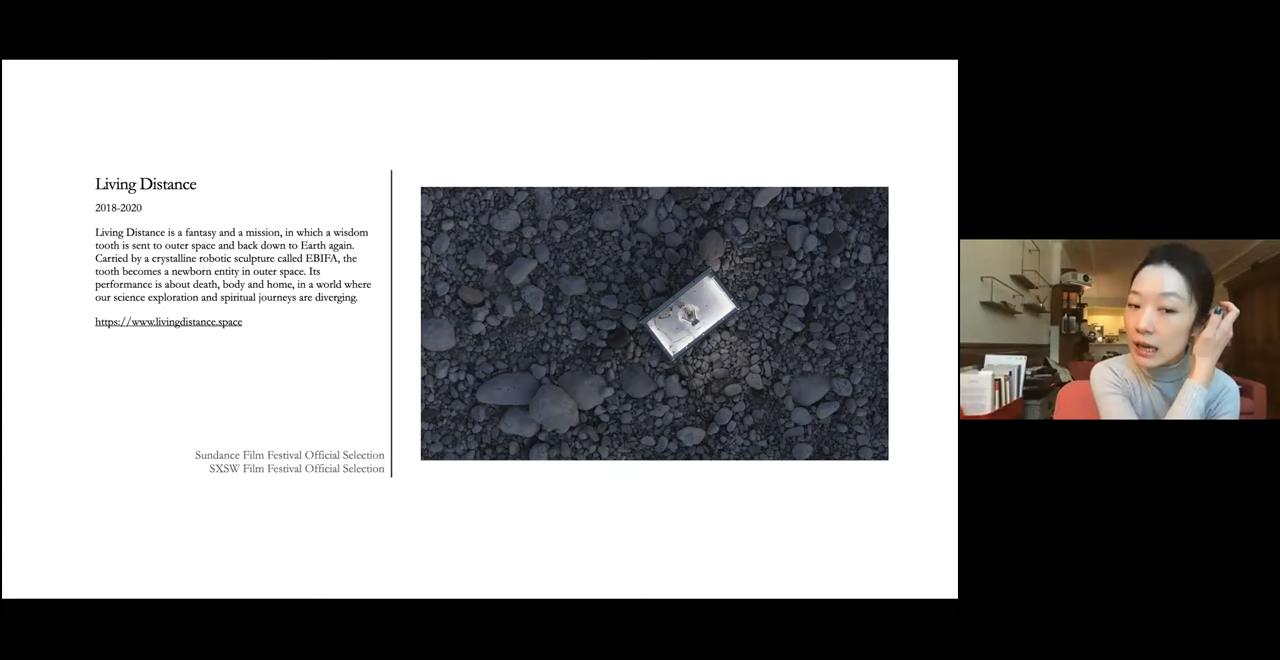 Living Distance
2018-2020
Living Distance is a fantasy and a mission, in which a wisdom
tooth is sent to outer space and back down to Earth again.
Carried by a crystalline robotic sculpture called EBIFA, the
tooth becomes a newborn entity in outer space. Its
performance is about death, body and home, in a world where
our science exploration and spiritual journeys are diverging.
https://www.livingdistance.space
Sundance Film Festival Official Selection
SXSW Film Festival Official Selection